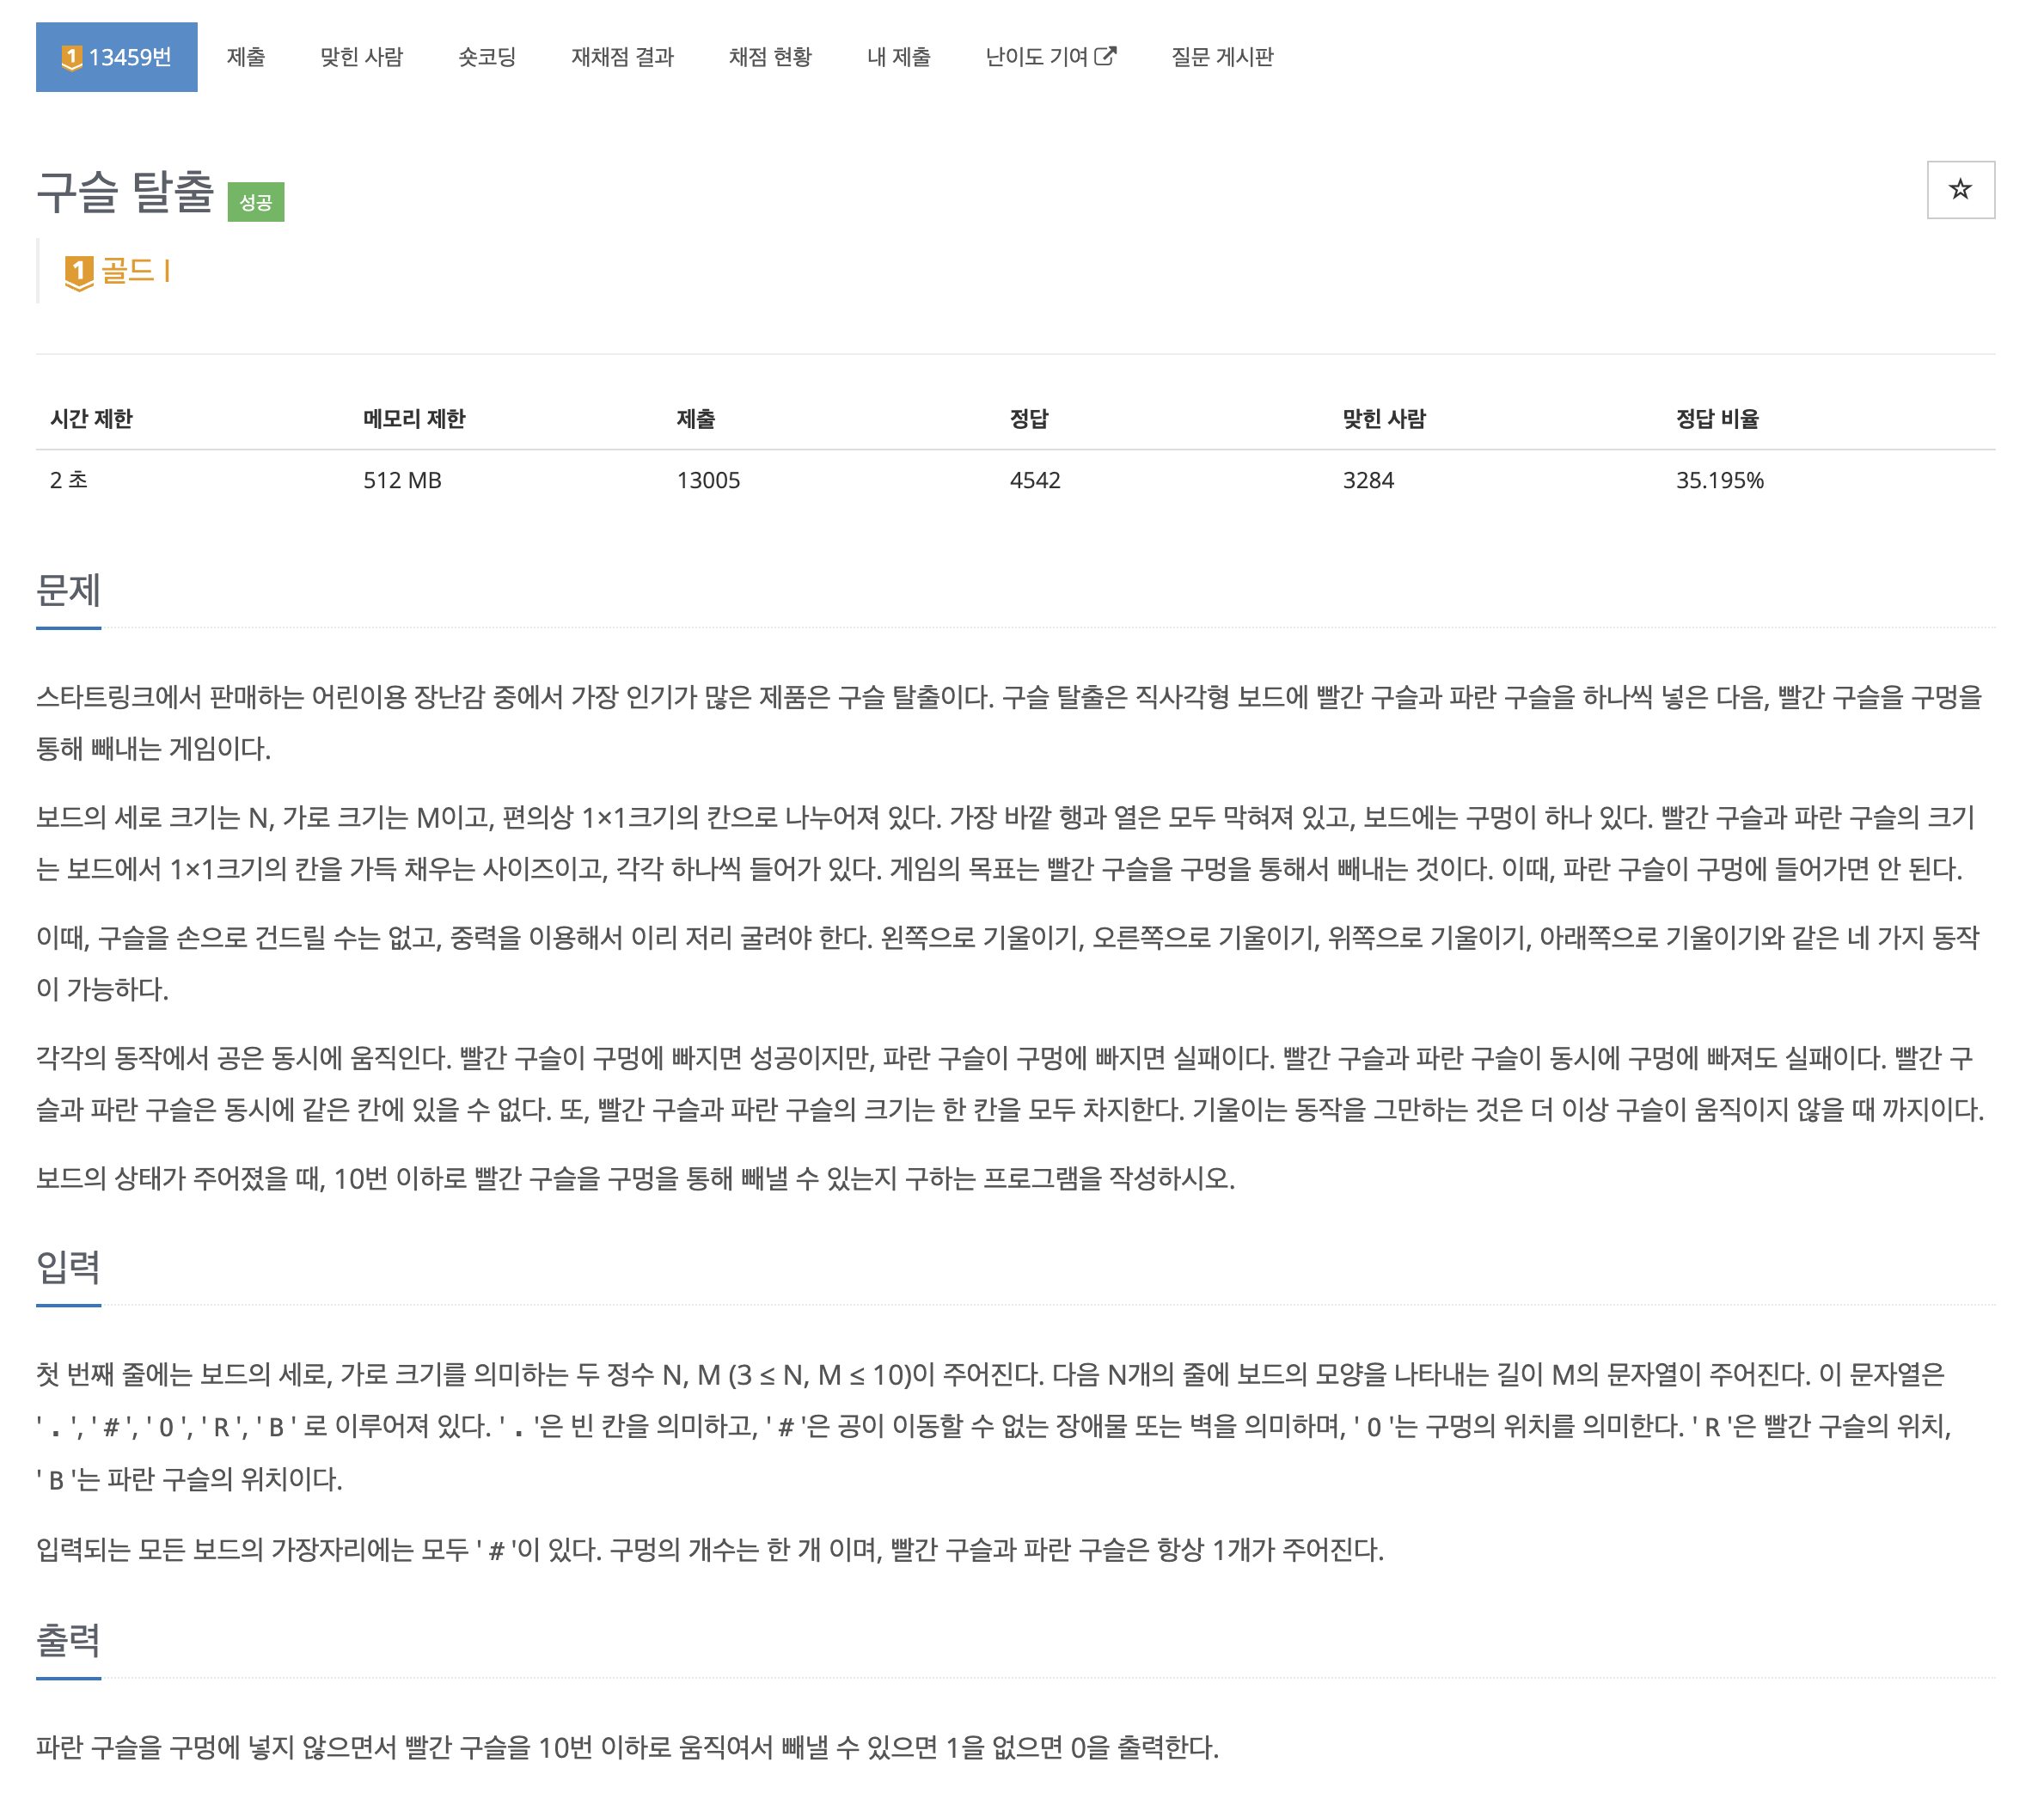 1 13459번 제출 맞힌 사람 숏코딩 재채점 결과 채점 현황 내 제출 난이도 기여 질문 게시판
구슬 탈출 성공
☆
1 골드 I
시간 제한 메모리 제한 제출 정답 맞힌 사람 정답 비율
2 초 512 MB 13005 4542 3284 35.195%
문제
스타트링크에서 판매하는 어린이용 장난감 중에서 가장 인기가 많은 제품은 구슬 탈출이다. 구슬 탈출은 직사각형 보드에 빨간 구슬과 파란 구슬을 하나씩 넣은 다음, 빨간 구슬을 구멍을
통해 빼내는 게임이다.
보드의 세로 크기는 N, 가로 크기는 M이고, 편의상 1×1크기의 칸으로 나누어져 있다. 가장 바깥 행과 열은 모두 막혀져 있고, 보드에는 구멍이 하나 있다. 빨간 구슬과 파란 구슬의 크기
는 보드에서 1×1크기의 칸을 가득 채우는 사이즈이고, 각각 하나씩 들어가 있다. 게임의 목표는 빨간 구슬을 구멍을 통해서 빼내는 것이다. 이때, 파란 구슬이 구멍에 들어가면 안 된다.
이때, 구슬을 손으로 건드릴 수는 없고, 중력을 이용해서 이리 저리 굴려야 한다. 왼쪽으로 기울이기, 오른쪽으로 기울이기, 위쪽으로 기울이기, 아래쪽으로 기울이기와 같은 네 가지 동작
이 가능하다.
각각의 동작에서 공은 동시에 움직인다. 빨간 구슬이 구멍에 빠지면 성공이지만, 파란 구슬이 구멍에 빠지면 실패이다. 빨간 구슬과 파란 구슬이 동시에 구멍에 빠져도 실패이다. 빨간 구
슬과 파란 구슬은 동시에 같은 칸에 있을 수 없다. 또, 빨간 구슬과 파란 구슬의 크기는 한 칸을 모두 차지한다. 기울이는 동작을 그만하는 것은 더 이상 구슬이 움직이지 않을 때 까지이다.
보드의 상태가 주어졌을 때, 10번 이하로 빨간 구슬을 구멍을 통해 빼낼 수 있는지 구하는 프로그램을 작성하시오.
입력
첫 번째 줄에는 보드의 세로, 가로 크기를 의미하는 두 정수 N, M (3 ≤ N, M ≤ 10)이 주어진다. 다음 N개의 줄에 보드의 모양을 나타내는 길이 M의 문자열이 주어진다. 이 문자열은
'.', '#', 'O', 'R', 'B' 로 이루어져 있다. '.'은 빈 칸을 의미하고, '#'은 공이 이동할 수 없는 장애물 또는 벽을 의미하며, 'O'는 구멍의 위치를 의미한다. 'R'은 빨간 구슬의 위치,
'B'는 파란 구슬의 위치이다.
입력되는 모든 보드의 가장자리에는 모두 '#'이 있다. 구멍의 개수는 한 개 이며, 빨간 구슬과 파란 구슬은 항상 1개가 주어진다.
출력
파란 구슬을 구멍에 넣지 않으면서 빨간 구슬을 10번 이하로 움직여서 빼낼 수 있으면 1을 없으면 0을 출력한다.